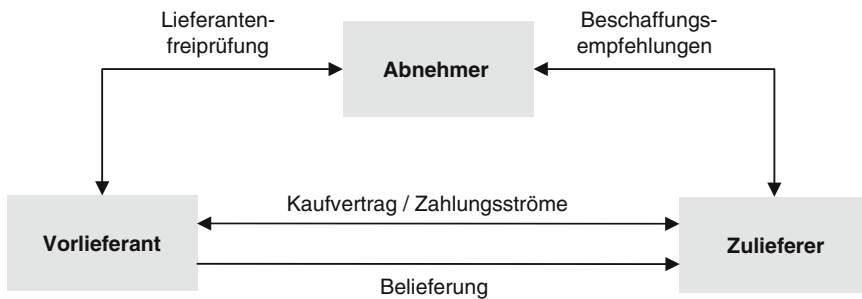 Lieferanten-
freiprüfung
Beschaffungs-
empfehlungen
Abnehmer
Kaufvertrag / Zahlungsströme
Vorlieferant
Zulieferer
Belieferung